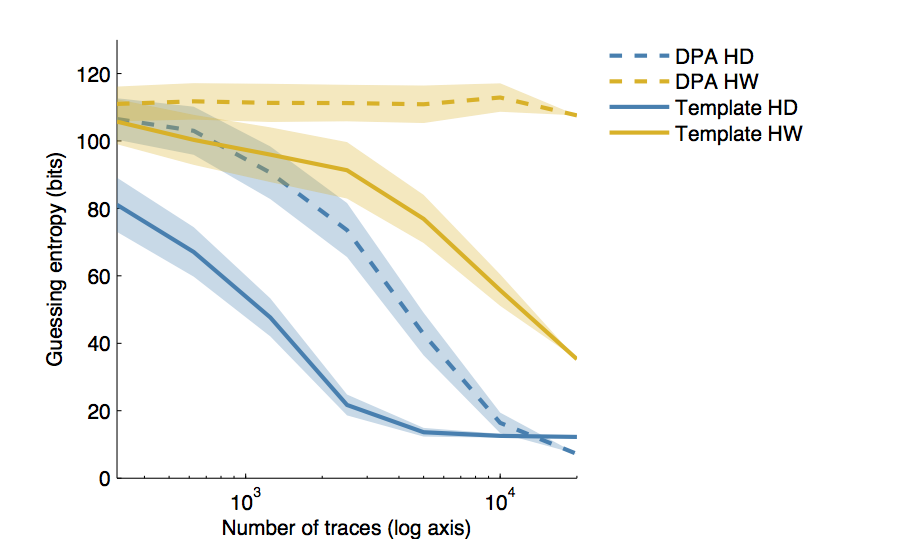 DPA HD
DPA HW
Template HD
Template HW
120
100
80
60
40
20
0
Guessing entropy (bits)
10³
10⁴
Number of traces (log axis)